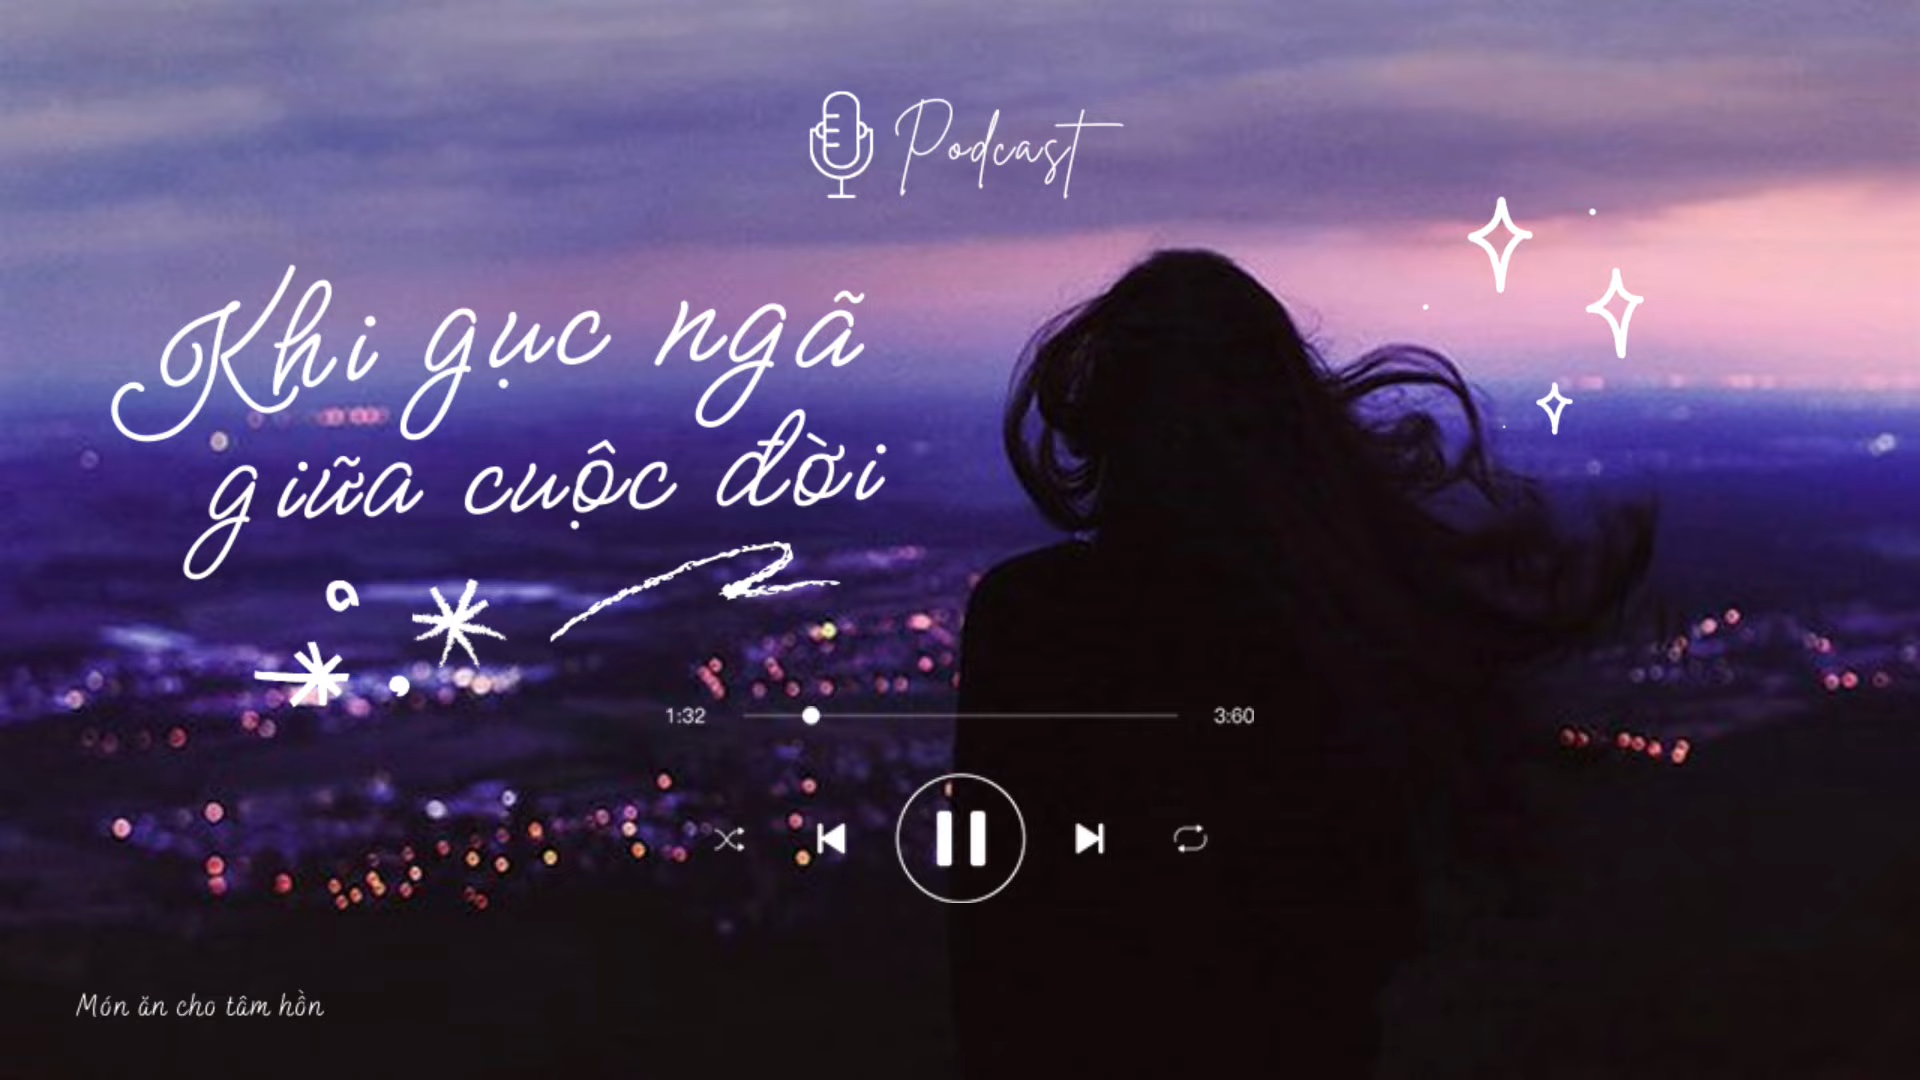 Podcast
Khi gục ngã
giữa cuộc đời
1:32
3:60
Món ăn cho tâm hồn